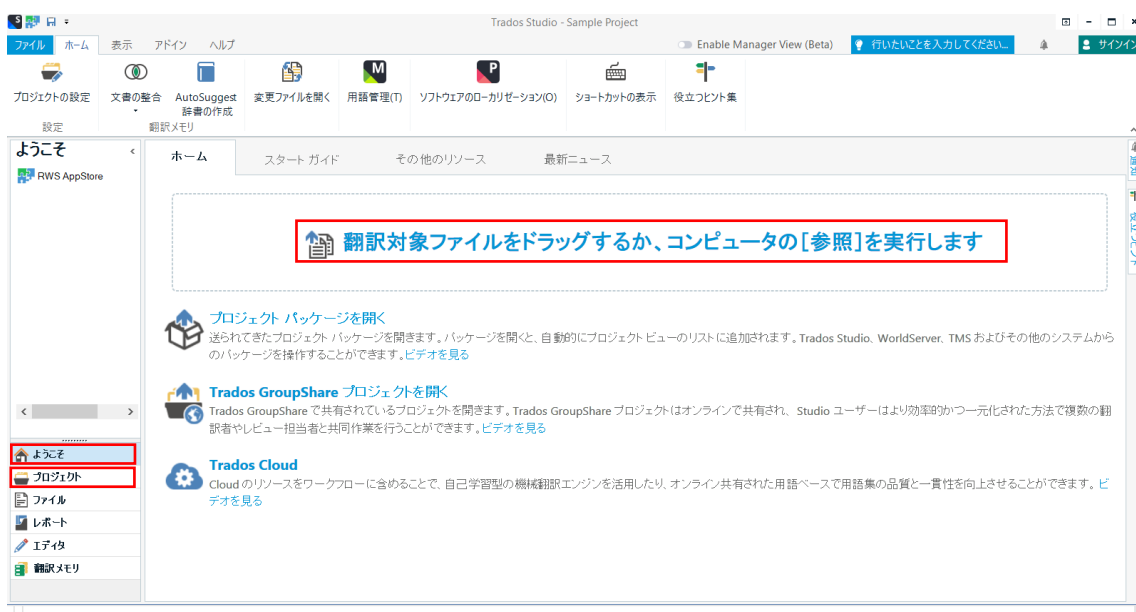 Trados Studio - Sample Project
ファイル ホーム 表示 アドイン ヘルプ Enable Manager View (Beta) 行いたいことを入力してください... サインイン
プロジェクトの設定 文書の整合 AutoSuggest 変更ファイルを開く 用語管理(T) ソフトウェアのローカリゼーション(O) ショートカットの表示 役立つヒント集
辞書の作成
設定 翻訳メモリ
ようこそ
RWS AppStore
ホーム スタート ガイド その他のリソース 最新ニュース
翻訳対象ファイルをドラッグするか、コンピュータの[参照]を実行します
プロジェクト パッケージを開く
送られてきたプロジェクト パッケージを開きます。パッケージを開くと、自動的にプロジェクト ビューのリストに追加されます。Trados Studio、WorldServer、TMS およびその他のシステムから
のパッケージを操作することができます。ビデオを見る
Trados GroupShare プロジェクトを開く
Trados GroupShare で共有されているプロジェクトを開きます。Trados GroupShare プロジェクトはオンラインで共有され、 Studio ユーザーはより効率的かつ一元化された方法で複数の翻
訳者やレビュー担当者と共同作業を行うことができます。ビデオを見る
Trados Cloud
Cloud のリソースをワークフローに含めることで、自己学習型の機械翻訳エンジンを活用したり、オンライン共有された用語ベースで用語集の品質と一貫性を向上させることができます。 ビ
デオを見る
ようこそ
プロジェクト
ファイル
レポート
エディタ
翻訳メモリ